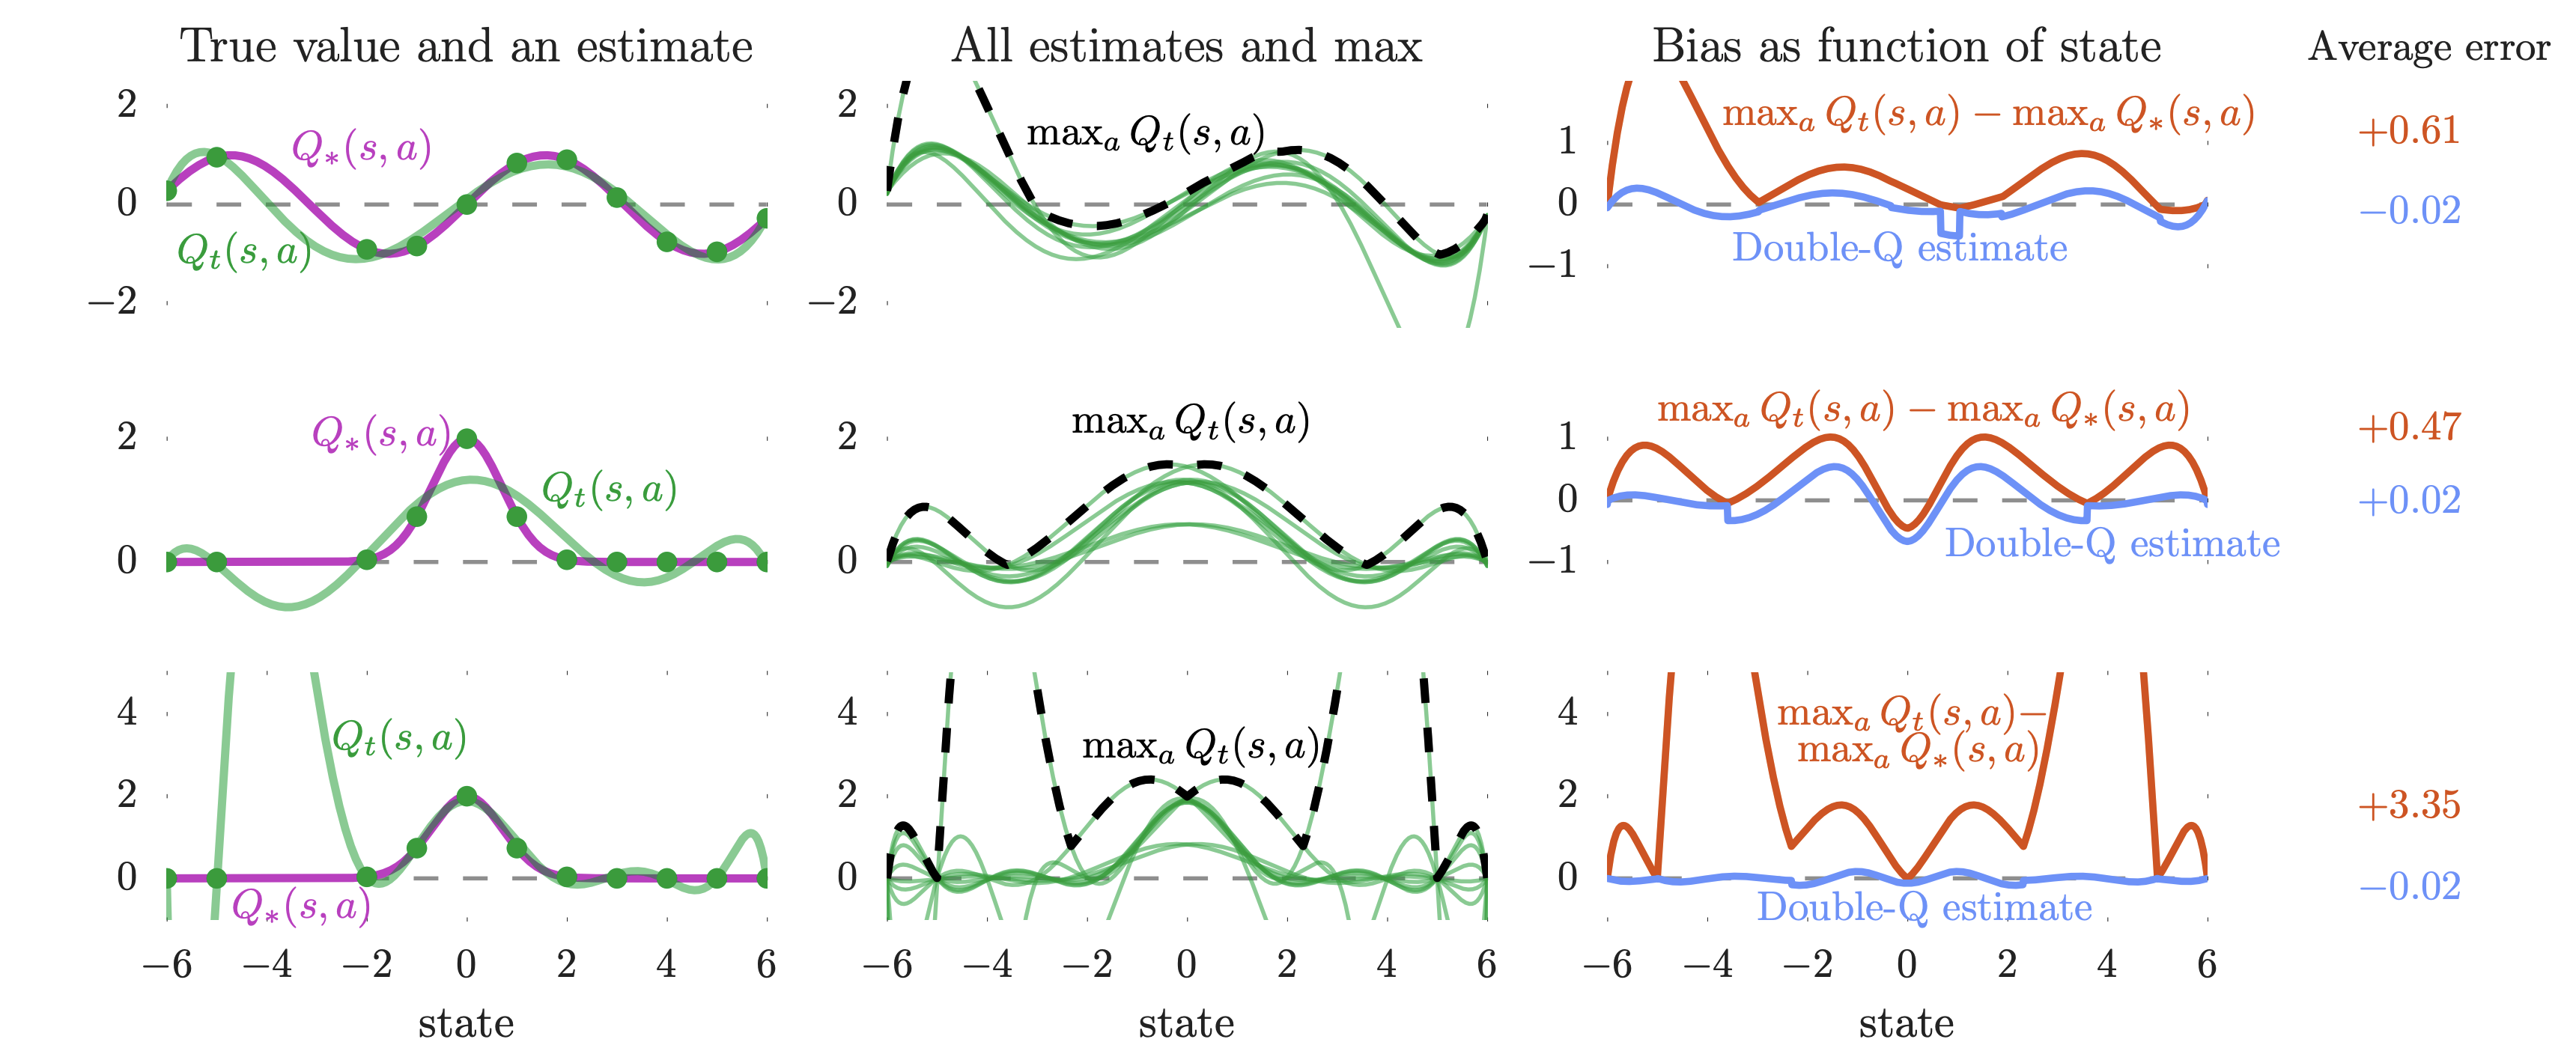 True value and an estimate
All estimates and max
Bias as function of state
Average error
2
0
−2
Q∗(s, a)
Qt(s, a)
2
0
−2
maxa Qt(s, a)
1
0
−1
maxa Qt(s, a) − maxa Q∗(s, a)
Double-Q estimate
+0.61
−0.02
2
0
Q∗(s, a)
Qt(s, a)
2
0
maxa Qt(s, a)
1
0
−1
maxa Qt(s, a) − maxa Q∗(s, a)
Double-Q estimate
+0.47
+0.02
4
2
0
Qt(s, a)
Q∗(s, a)
−6 −4 −2 0 2 4 6
state
4
2
0
maxa Qt(s, a)
−6 −4 −2 0 2 4 6
state
4
2
0
maxa Qt(s, a)−
maxa Q∗(s, a)
Double-Q estimate
−6 −4 −2 0 2 4 6
state
+3.35
−0.02